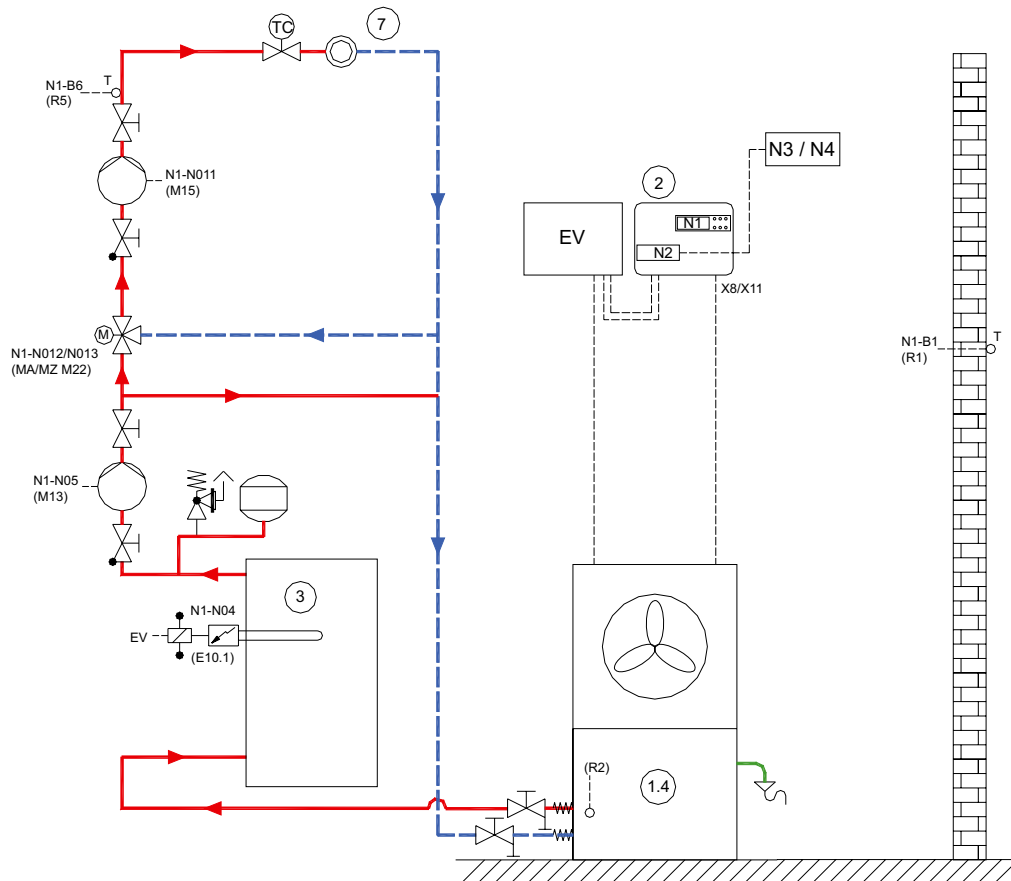 TC
7
N1-B6
(R5)
T
N1-N011
(M15)
N3 / N4
2
N1
N2
EV
X8/X11
M
N1-N012/N013
(MA/MZ M22)
N1-B1
(R1)
T
N1-N05
(M13)
3
N1-N04
EV
(E10.1)
(R2)
1.4